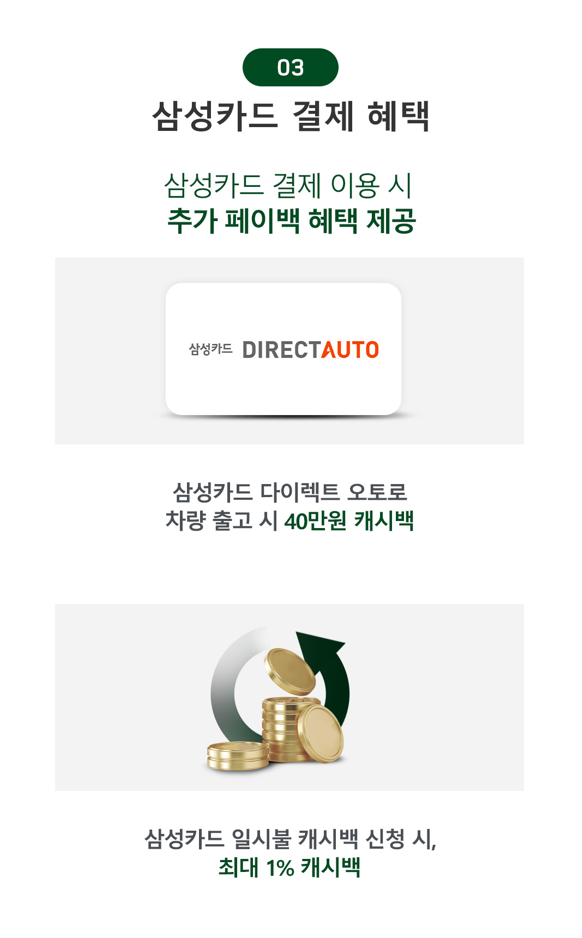 03
삼성카드 결제 혜택
삼성카드 결제 이용 시
추가 페이백 혜택 제공
삼성카드 DIRECTAUTO
삼성카드 다이렉트 오토로
차량 출고 시 40만원 캐시백
삼성카드 일시불 캐시백 신청 시,
최대 1% 캐시백